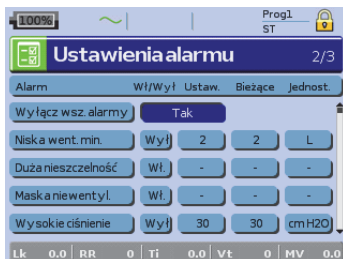 100% Prog1
ST
Ustawienia alarmu 2/3
Alarm Wł/Wył Ustaw. Bieżące Jednost.
Wyłącz wsz. alarmy Tak
Niska went. min. Wył 2 2 L
Duża nieszczelność Wł. - - -
Maska niewentyl. Wł. - - -
Wysokie ciśnienie Wył 30 30 cmH2O
Lk 0.0 RR 0 Ti 0.0 Vt 0 MV 0.0